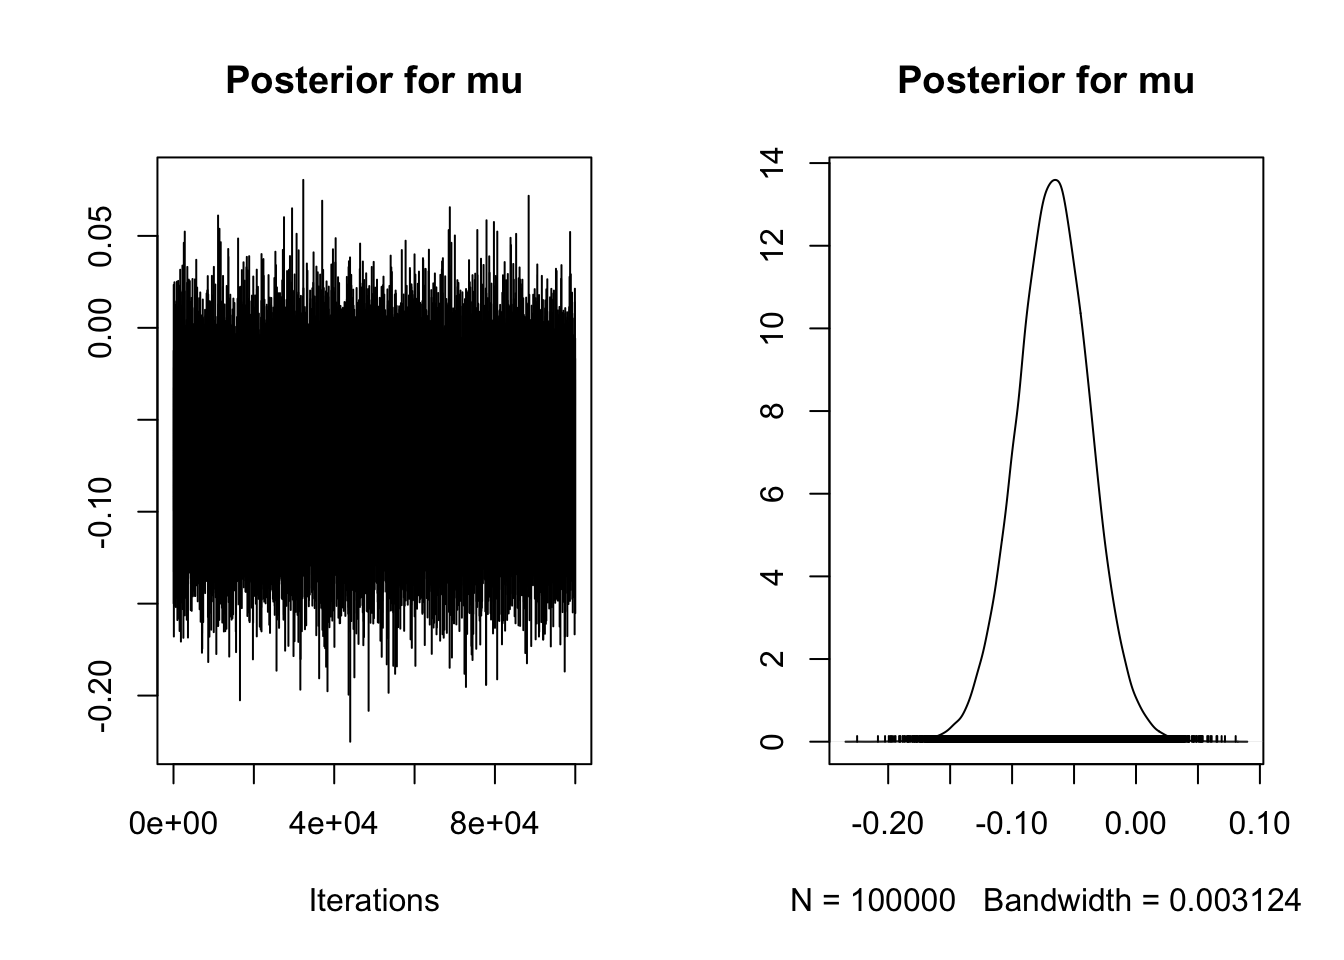 Posterior for mu
0.05
0.00
-0.10
-0.20
0e+00 4e+04 8e+04
Iterations
Posterior for mu
14
12
10
8
6
4
2
0
-0.20 -0.10 0.00 0.10
N = 100000 Bandwidth = 0.003124